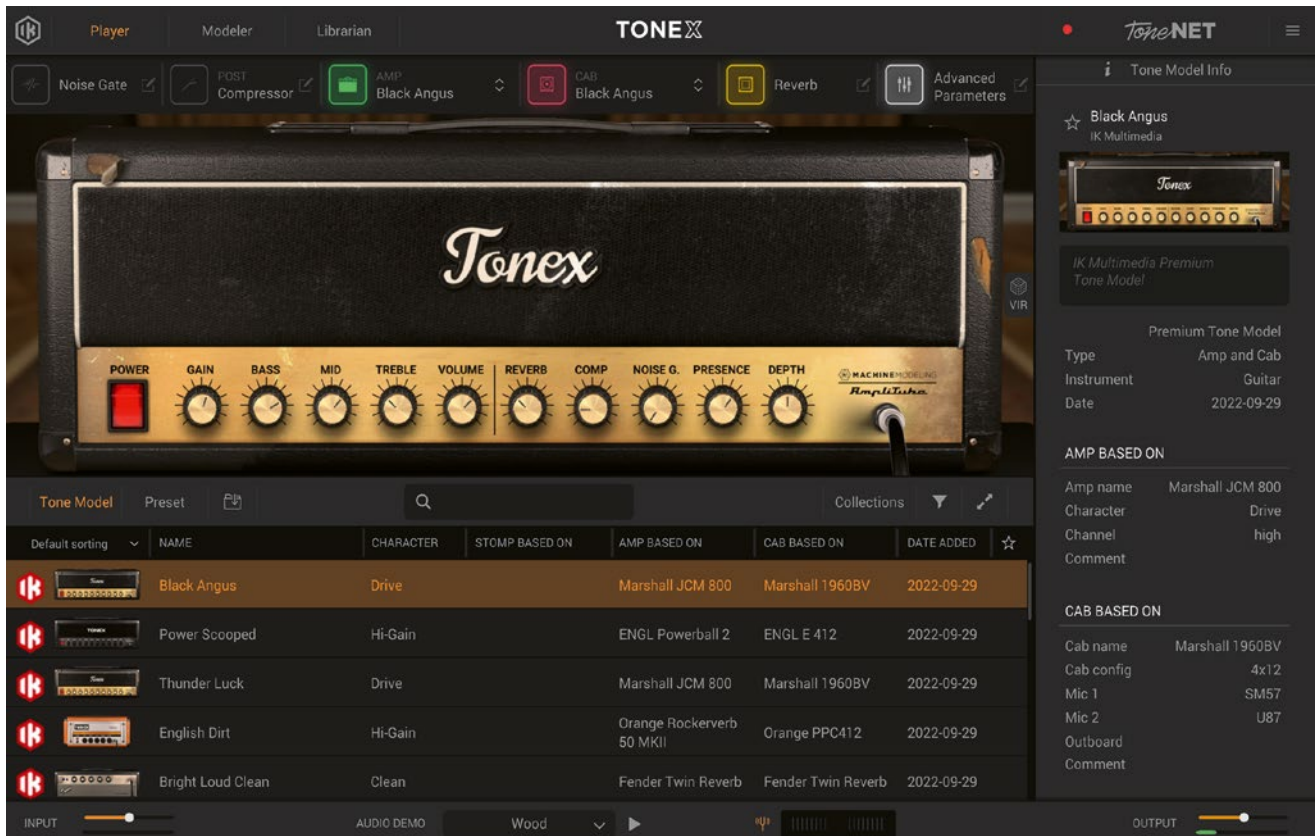 Player Modeler Librarian TONEX ToneNET
Noise Gate POST Compressor AMP Black Angus CAB Black Angus Reverb Advanced Parameters
Tonex
VIR
POWER GAIN BASS MID TREBLE VOLUME REVERB COMP NOISE G. PRESENCE DEPTH
MACHINEMODELING
AmpliTube
Tone Model Preset Collections
Default sorting NAME CHARACTER STOMP BASED ON AMP BASED ON CAB BASED ON DATE ADDED
Black Angus Drive Marshall JCM 800 Marshall 1960BV 2022-09-29
Power Scooped Hi-Gain ENGL Powerball 2 ENGL E 412 2022-09-29
Thunder Luck Drive Marshall JCM 800 Marshall 1960BV 2022-09-29
English Dirt Hi-Gain Orange Rockerverb 50 MKII Orange PPC412 2022-09-29
Bright Loud Clean Clean Fender Twin Reverb Fender Twin Reverb 2022-09-29
INPUT AUDIO DEMO Wood OUTPUT
i Tone Model Info
Black Angus
IK Multimedia
Tonex
IK Multimedia Premium
Tone Model
Premium Tone Model
Type Amp and Cab
Instrument Guitar
Date 2022-09-29
AMP BASED ON
Amp name Marshall JCM 800
Character Drive
Channel high
Comment
CAB BASED ON
Cab name Marshall 1960BV
Cab config 4x12
Mic 1 SM57
Mic 2 U87
Outboard
Comment